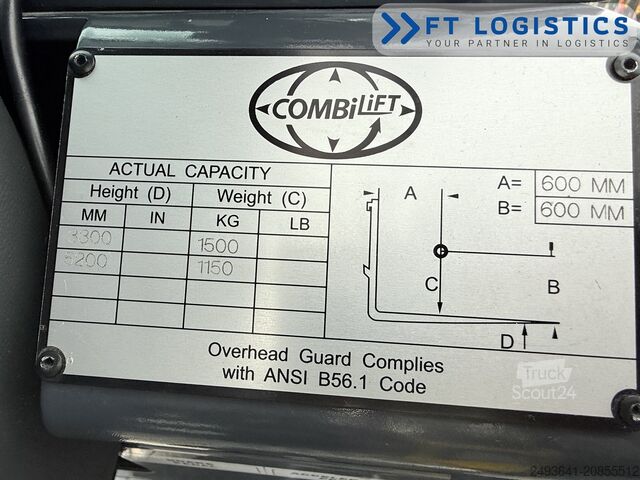 FT LOGISTICS
YOUR PARTNER IN LOGISTICS
COMBiLiFT
ACTUAL CAPACITY
Height (D) Weight (C)
MM IN KG LB
1500
1150
A= 600 MM
B= 600 MM
A
C
B
D
Overhead Guard Complies
with ANSI B56.1 Code
Truck
Scout24
2493641-20855512